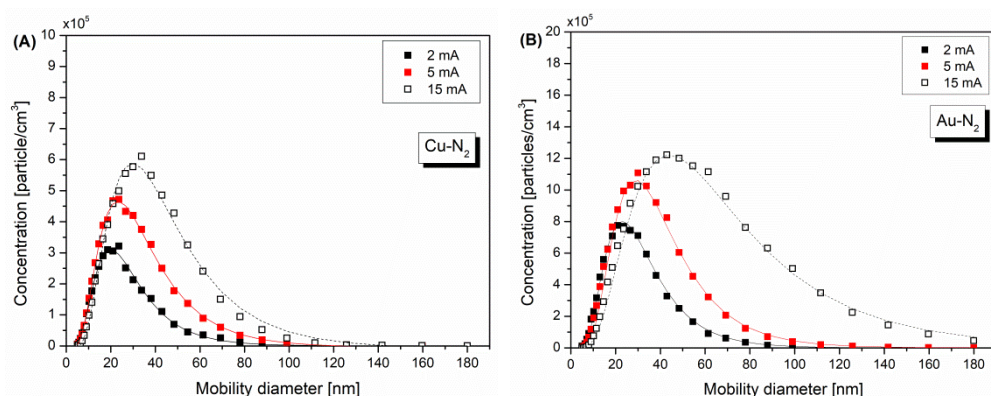 (A)
x10⁵
10
9
8
7
6
5
4
3
2
1
0
Concentration [particle/cm³]
2 mA
5 mA
15 mA
Cu-N₂
0 20 40 60 80 100 120 140 160 180
Mobility diameter [nm]
(B)
x10⁵
20
18
16
14
12
10
8
6
4
2
0
Concentration [particles/cm³]
2 mA
5 mA
15 mA
Au-N₂
0 20 40 60 80 100 120 140 160 180
Mobility diameter [nm]